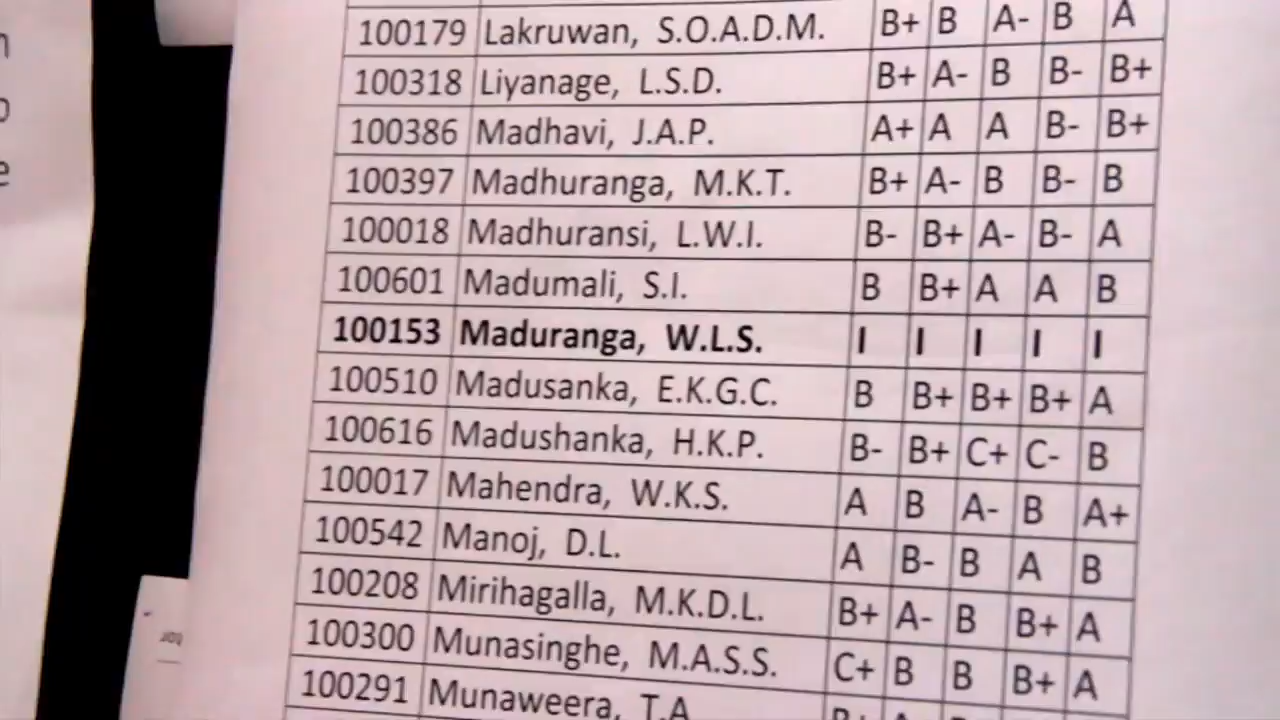 100179 Lakruwan, S.O.A.D.M. B+ B A- B A
100318 Liyanage, L.S.D. B+ A- B B- B+
100386 Madhavi, J.A.P. A+ A A B- B+
100397 Madhuranga, M.K.T. B+ A- B B- B
100018 Madhuransi, L.W.I. B- B+ A- B- A
100601 Madumali, S.I. B B+ A A B
100153 Maduranga, W.L.S. I I I I I
100510 Madusanka, E.K.G.C. B B+ B+ B+ A
100616 Madushanka, H.K.P. B- B+ C+ C- B
100017 Mahendra, W.K.S. A B A- B A+
100542 Manoj, D.L. A B- B A B
100208 Mirihagalla, M.K.D.L. B+ A- B B+ A
100300 Munasinghe, M.A.S.S. C+ B B B+ A
100291 Munaweera, T.A